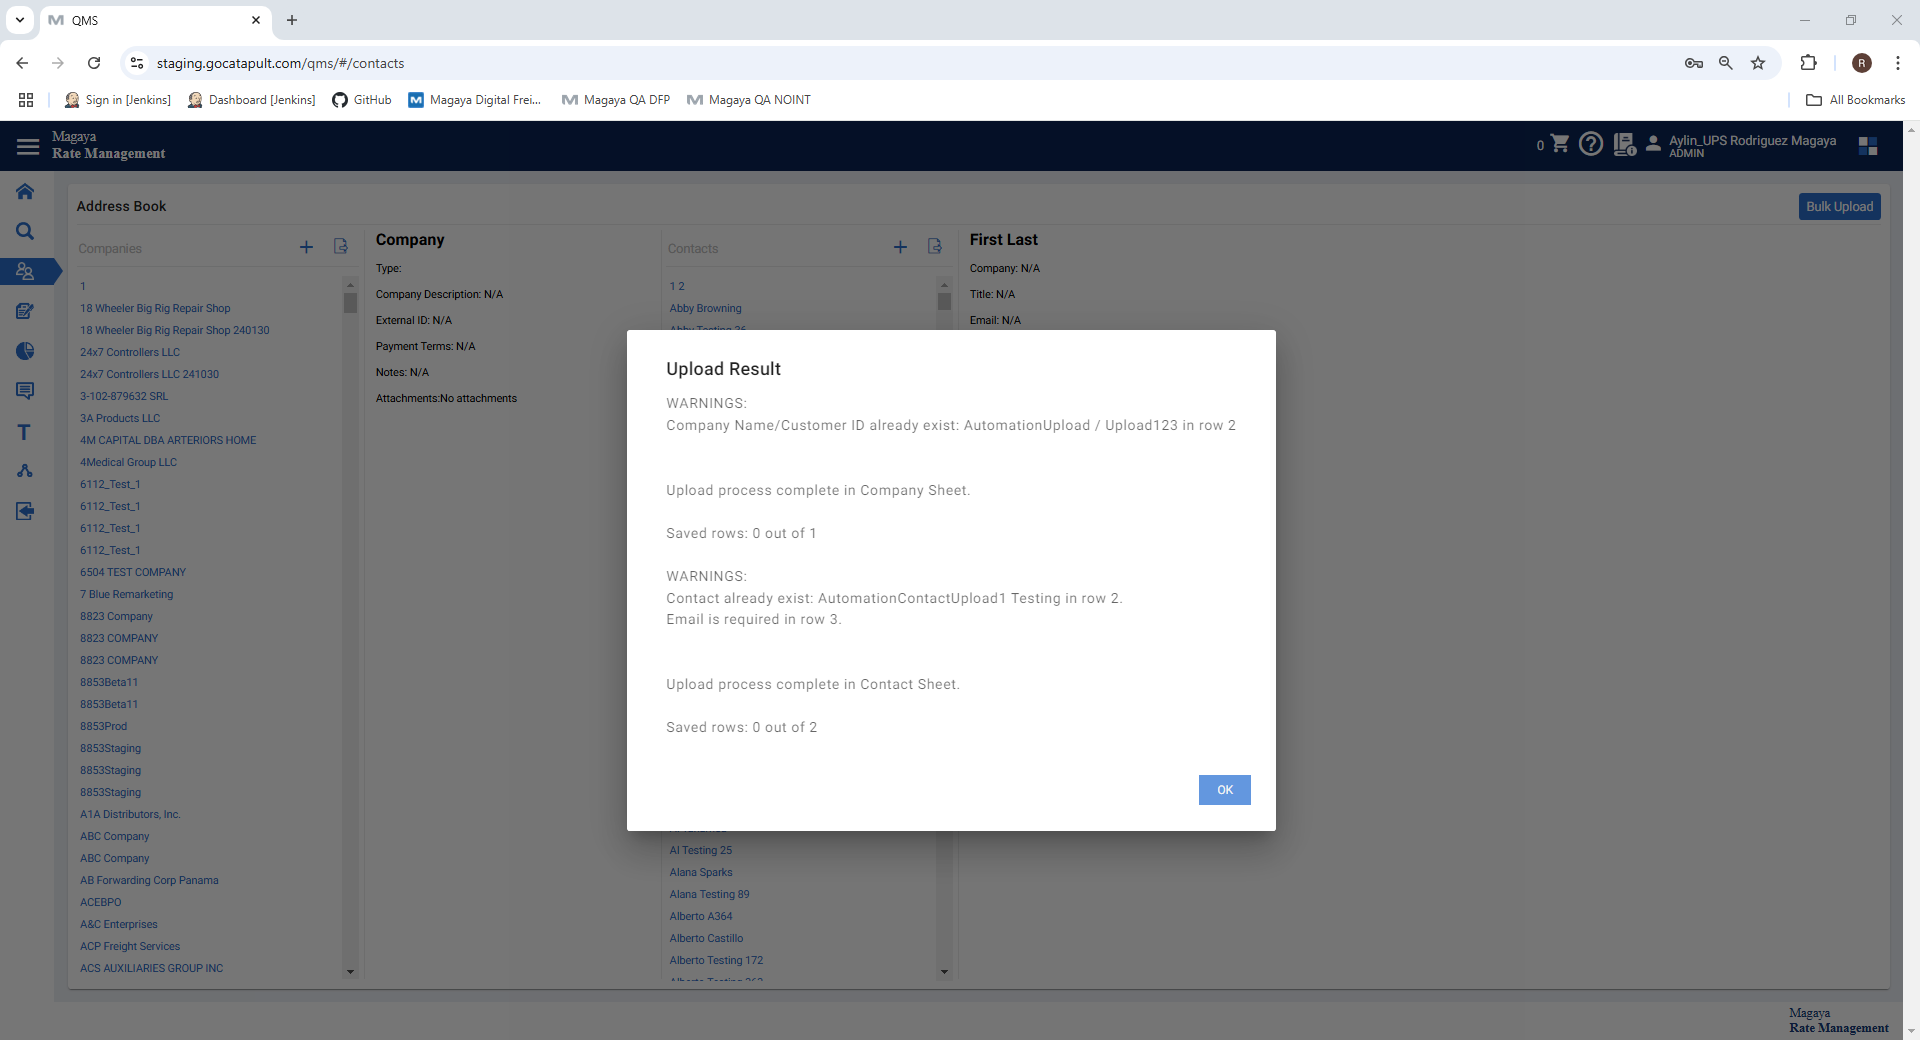 QMS
staging.gocatapult.com/qms/#/contacts
R
Sign in [Jenkins]
Dashboard [Jenkins]
GitHub
Magaya Digital Frei...
Magaya QA DFP
Magaya QA NOINT
All Bookmarks
Magaya
Rate Management
0
Aylin_UPS Rodriguez Magaya
ADMIN
Address Book
Bulk Upload
Companies
1
18 Wheeler Big Rig Repair Shop
18 Wheeler Big Rig Repair Shop 240130
24x7 Controllers LLC
24x7 Controllers LLC 241030
3-102-879632 SRL
3A Products LLC
4M CAPITAL DBA ARTERIORS HOME
4Medical Group LLC
6112_Test_1
6112_Test_1
6112_Test_1
6112_Test_1
6504 TEST COMPANY
7 Blue Remarketing
8823 Company
8823 COMPANY
8823 COMPANY
8853Beta11
8853Beta11
8853Prod
8853Staging
8853Staging
8853Staging
A1A Distributors, Inc.
ABC Company
ABC Company
AB Forwarding Corp Panama
ACEBPO
A&C Enterprises
ACP Freight Services
ACS AUXILIARIES GROUP INC
Company
Type:
Company Description: N/A
External ID: N/A
Payment Terms: N/A
Notes: N/A
Attachments:No attachments
Contacts
1 2
Abby Browning
Abby Testing 26
Al Testing 25
Alana Sparks
Alana Testing 89
Alberto A364
Alberto Castillo
Alberto Testing 172
First Last
Company: N/A
Title: N/A
Email: N/A
Upload Result
WARNINGS:
Company Name/Customer ID already exist: AutomationUpload / Upload123 in row 2
Upload process complete in Company Sheet.
Saved rows: 0 out of 1
WARNINGS:
Contact already exist: AutomationContactUpload1 Testing in row 2.
Email is required in row 3.
Upload process complete in Contact Sheet.
Saved rows: 0 out of 2
OK
Magaya
Rate Management